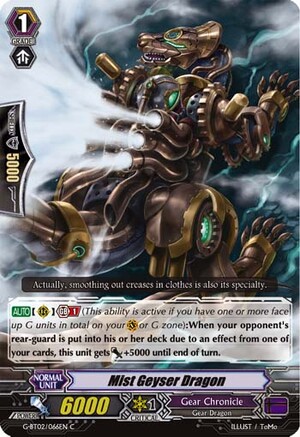 1
GRADE
5000
Actually, smoothing out creases in clothes is also its specialty.
AUTO [ ] GB 1 (This ability is active if you have one or more face
up G units in total on your or G zone):When your opponent's
rear-guard is put into his or her deck due to an effect from one of
your cards, this unit gets +5000 until end of turn.
NORMAL UNIT
Mist Geyser Dragon
POWER 6000
1 CRITICAL
Gear Chronicle
Gear Dragon
G-BT02/066EN C
ILLUST / ToMo